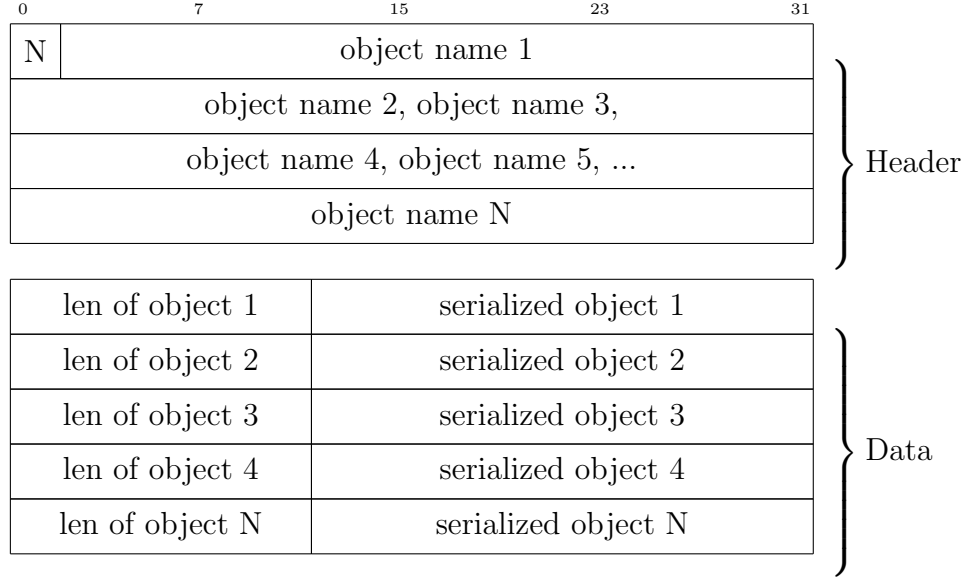 0 7 15 23 31
N object name 1
object name 2, object name 3,
object name 4, object name 5, ...
object name N
Header
len of object 1 serialized object 1
len of object 2 serialized object 2
len of object 3 serialized object 3
len of object 4 serialized object 4
len of object N serialized object N
Data